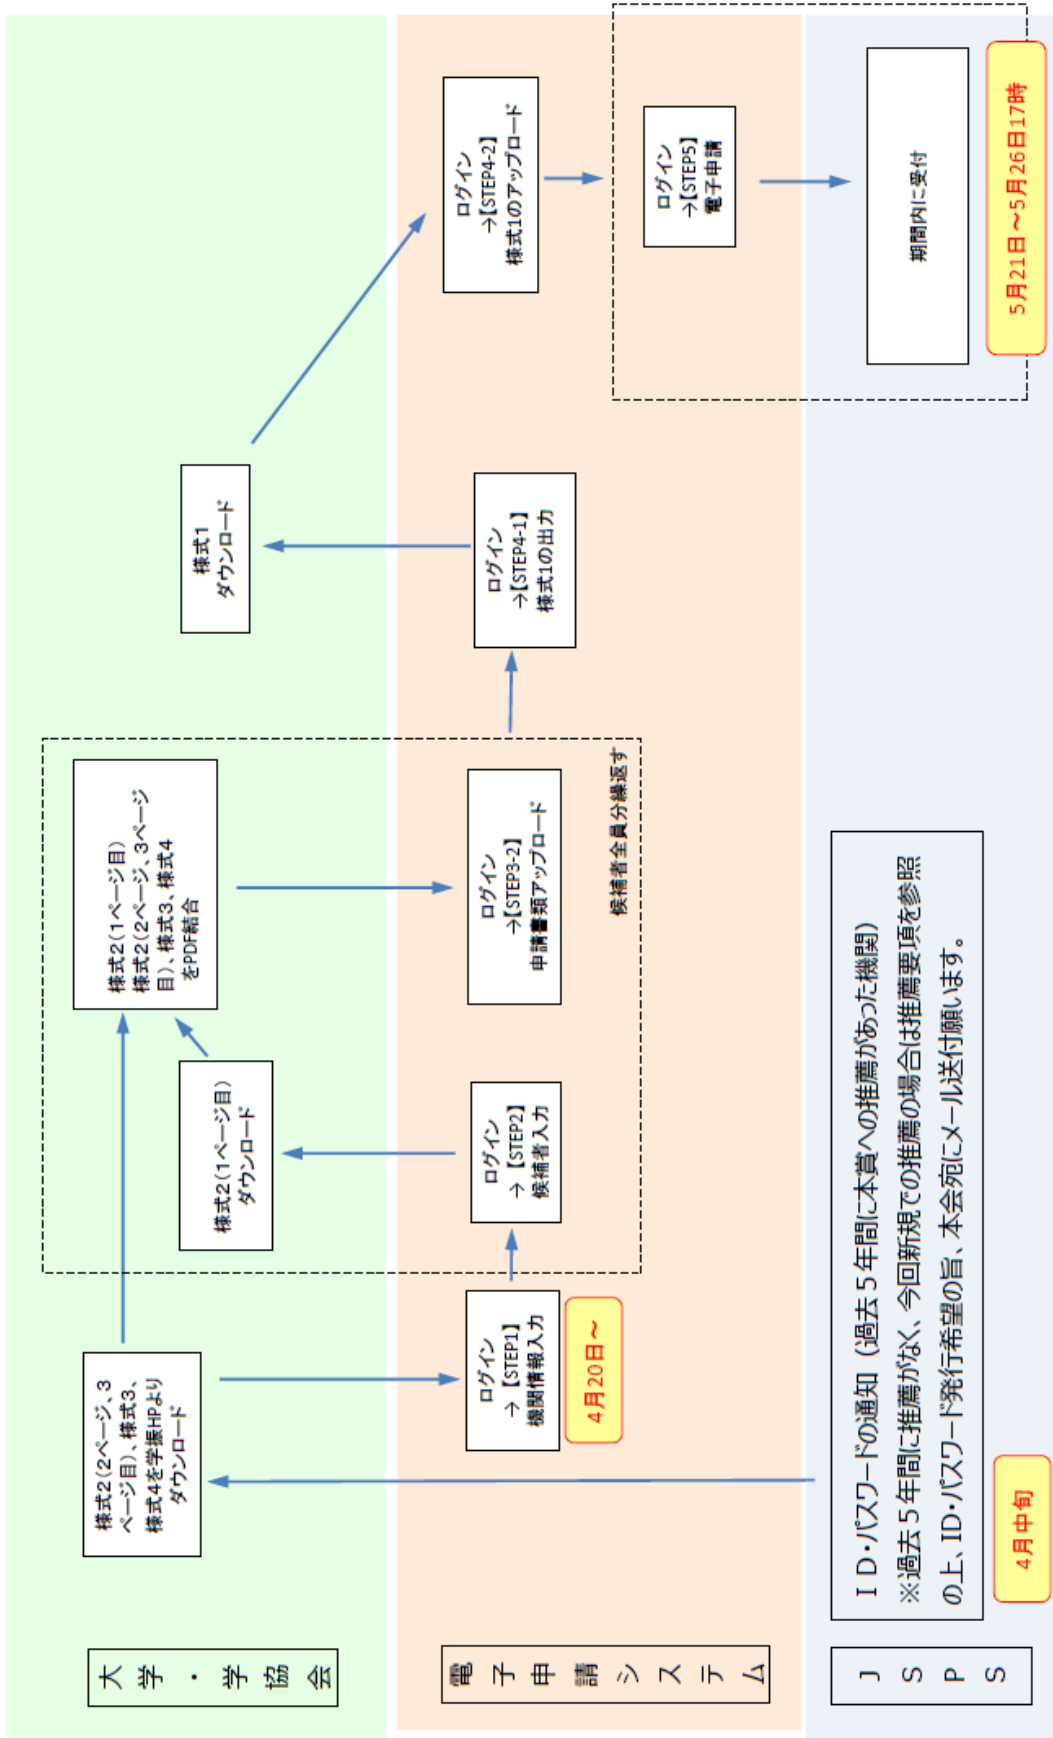 大学・学協会
様式2(2ページ、3
ページ目)、様式3、
様式4を学振HPより
ダウンロード
様式2(1ページ目)
ダウンロード
様式2(1ページ目)
様式2(2ページ、3ページ
目)、様式3、様式4
をPDF結合
様式1
ダウンロード
電子申請システム
ログイン
→【STEP1】
機関情報入力
4月20日～
ログイン
→【STEP2】
候補者入力
ログイン
→【STEP3-2】
申請書類アップロード
候補者全員分繰返す
ログイン
→【STEP4-1】
様式1の出力
ログイン
→【STEP4-2】
様式1のアップロード
ログイン
→【STEP5】
電子申請
JSPS
ＩＤ・パスワードの通知（過去５年間に本賞への推薦があった機関）
※過去５年間に推薦がなく、今回新規での推薦の場合は推薦要項を参照
の上、ID・パスワード発行希望の旨、本会宛にメール送付願います。
4月中旬
期間内に受付
5月21日～5月26日17時